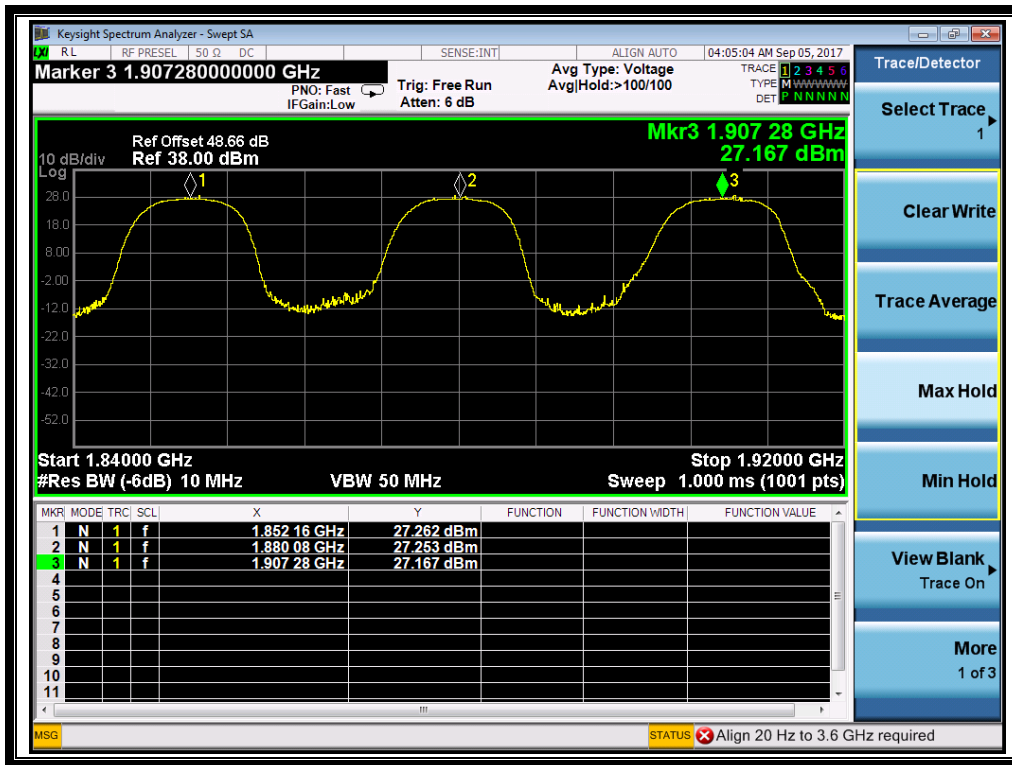 Keysight Spectrum Analyzer - Swept SA
LXI RL RF PRESEL 50 Ω DC SENSE:INT ALIGN AUTO 04:05:04 AM Sep 05, 2017
Marker 3 1.907280000000 GHz
PNO: Fast
IFGain:Low
Trig: Free Run
Atten: 6 dB
Avg Type: Voltage
Avg|Hold:>100/100
TRACE 1 2 3 4 5 6
TYPE M W W W W W
DET P N N N N N
Ref Offset 48.66 dB
10 dB/div Ref 38.00 dBm
Log
Mkr3 1.907 28 GHz
27.167 dBm
1 2 3
28.0
18.0
8.00
-2.00
-12.0
-22.0
-32.0
-42.0
-52.0
Start 1.84000 GHz Stop 1.92000 GHz
#Res BW (-6dB) 10 MHz VBW 50 MHz Sweep 1.000 ms (1001 pts)
MKR MODE TRC SCL X Y FUNCTION FUNCTION WIDTH FUNCTION VALUE
1 N 1 f 1.852 16 GHz 27.262 dBm
2 N 1 f 1.880 08 GHz 27.253 dBm
3 N 1 f 1.907 28 GHz 27.167 dBm
4
5
6
7
8
9
10
11
MSG STATUS Align 20 Hz to 3.6 GHz required
Trace/Detector
Select Trace
1
Clear Write
Trace Average
Max Hold
Min Hold
View Blank
Trace On
More
1 of 3